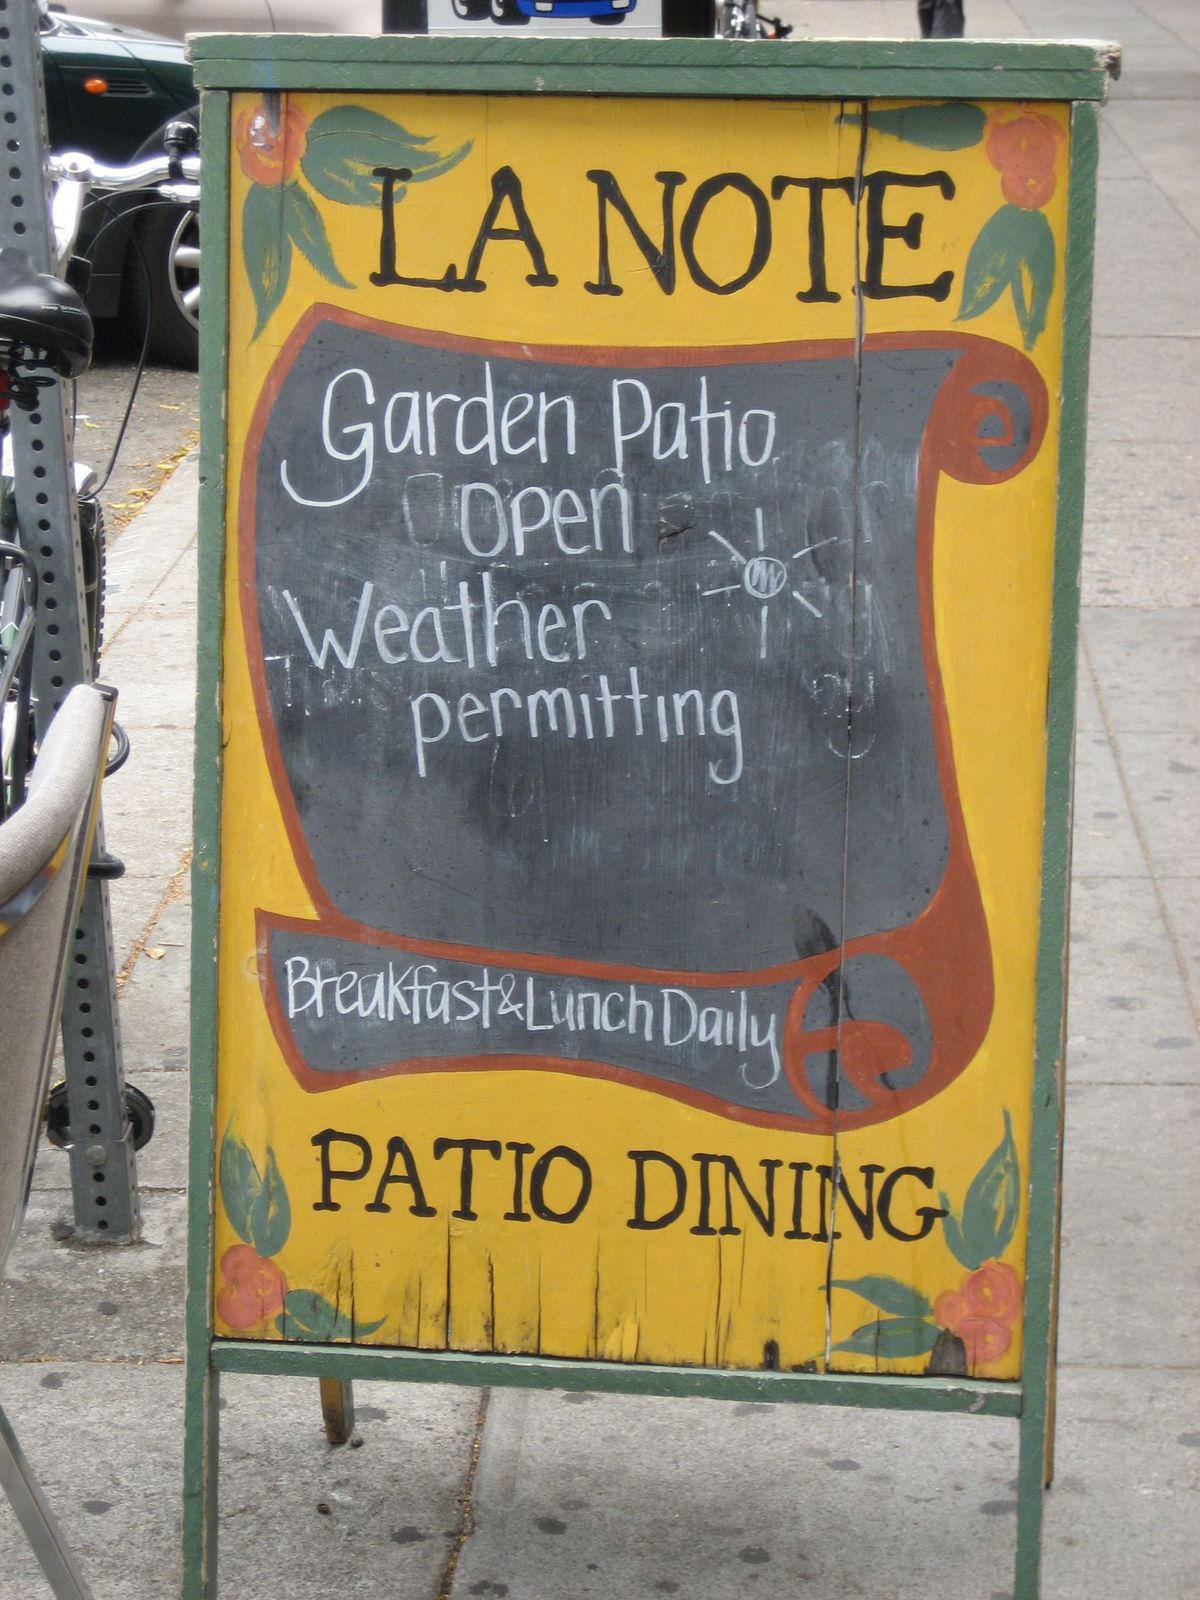 LA NOTE
Garden Patio
open
Weather
permitting
Breakfast & Lunch Daily
PATIO DINING